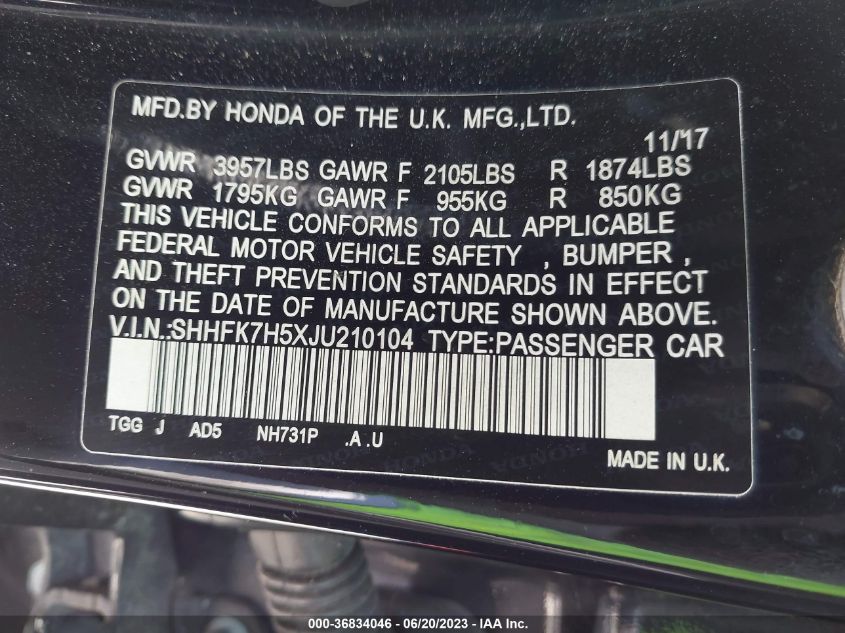 MFD.BY HONDA OF THE U.K. MFG.,LTD.
11/'17
GVWR 3957LBS GAWR F 2105LBS R 1874LBS
GVWR 1795KG GAWR F 955KG R 850KG
THIS VEHICLE CONFORMS TO ALL APPLICABLE
FEDERAL MOTOR VEHICLE SAFETY , BUMPER ,
AND THEFT PREVENTION STANDARDS IN EFFECT
ON THE DATE OF MANUFACTURE SHOWN ABOVE.
V.I.N.:SHHFK7H5XJU210104 TYPE:PASSENGER CAR
TGG J AD5 NH731P .A .U
MADE IN U.K.
000-36834046 - 06/20/2023 - IAA Inc.